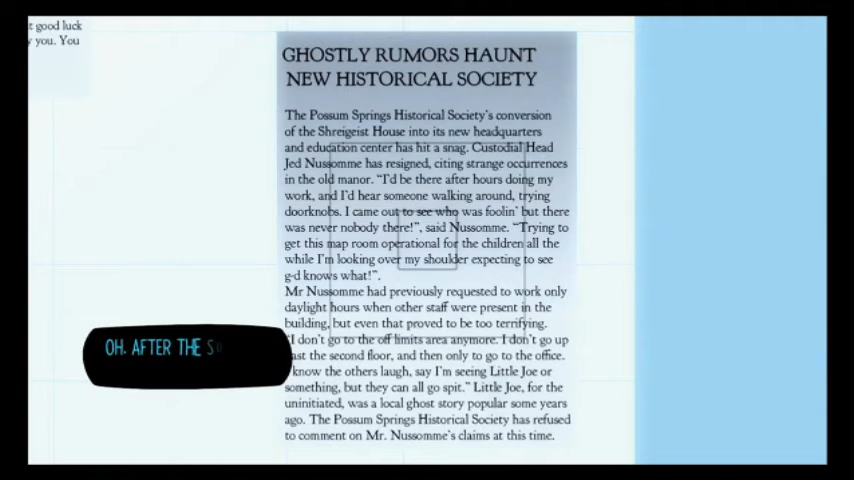 t good luck
y you. You
GHOSTLY RUMORS HAUNT
NEW HISTORICAL SOCIETY
The Possum Springs Historical Society's conversion
of the Shreigeist House into its new headquarters
and education center has hit a snag. Custodial Head
Jed Nussomme has resigned, citing strange occurrences
in the old manor. "I'd be there after hours doing my
work, and I'd hear someone walking around, trying
doorknobs. I came out to see who was foolin' but there
was never nobody there!", said Nussomme. "Trying to
get this map room operational for the children all the
while I'm looking over my shoulder expecting to see
g-d knows what!".
Mr Nussomme had previously requested to work only
daylight hours when other staff were present in the
building, but even that proved to be too terrifying.
"I don't go to the off limits area anymore. I don't go up
ast the second floor, and then only to go to the office.
know the others laugh, say I'm seeing Little Joe or
something, but they can all go spit." Little Joe, for the
uninitiated, was a local ghost story popular some years
ago. The Possum Springs Historical Society has refused
to comment on Mr. Nussomme's claims at this time.
OH. AFTER THE SO